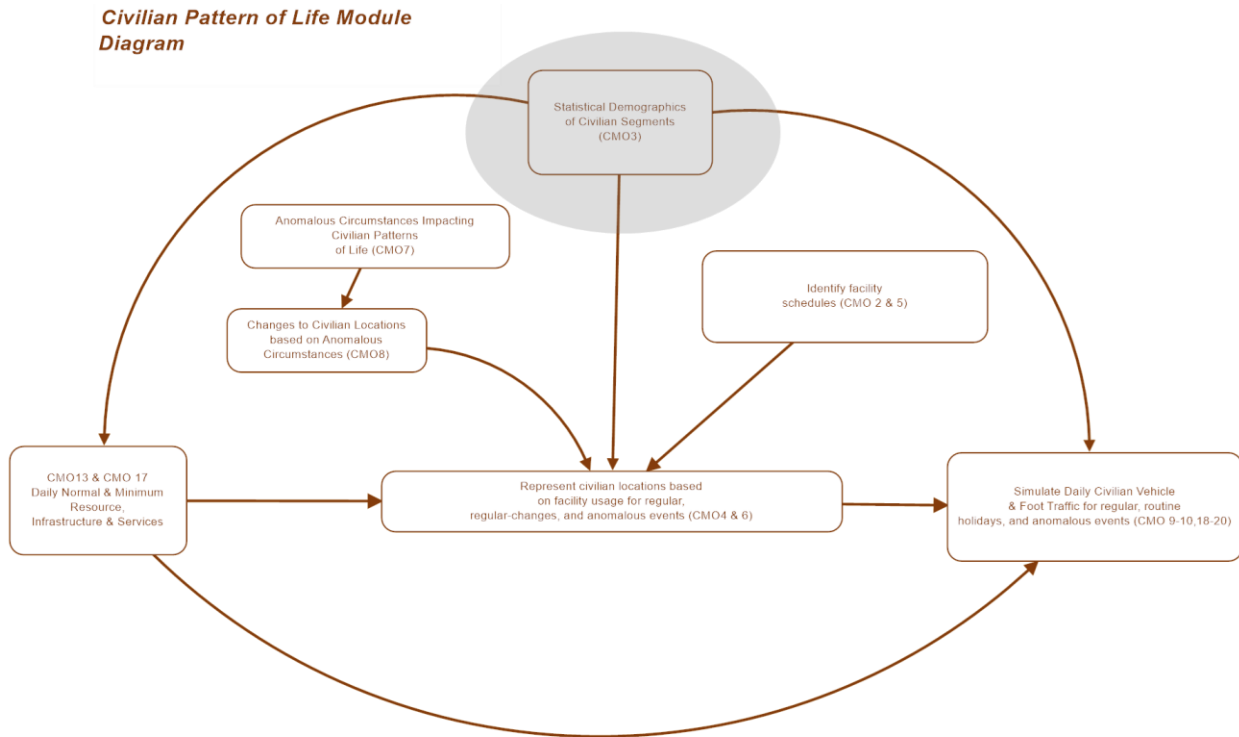 Civilian Pattern of Life Module
Diagram
Statistical Demographics
of Civilian Segments
(CMO3)
Anomalous Circumstances Impacting
Civilian Patterns
of Life (CMO7)
Identify facility
schedules (CMO 2 & 5)
Changes to Civilian Locations
based on Anomalous
Circumstances (CMO8)
CMO13 & CMO 17
Daily Normal & Minimum
Resource,
Infrastructure & Services
Represent civilian locations based
on facility usage for regular,
regular-changes, and anomalous events (CMO4 & 6)
Simulate Daily Civilian Vehicle
& Foot Traffic for regular, routine
holidays, and anomalous events (CMO 9-10,18-20)